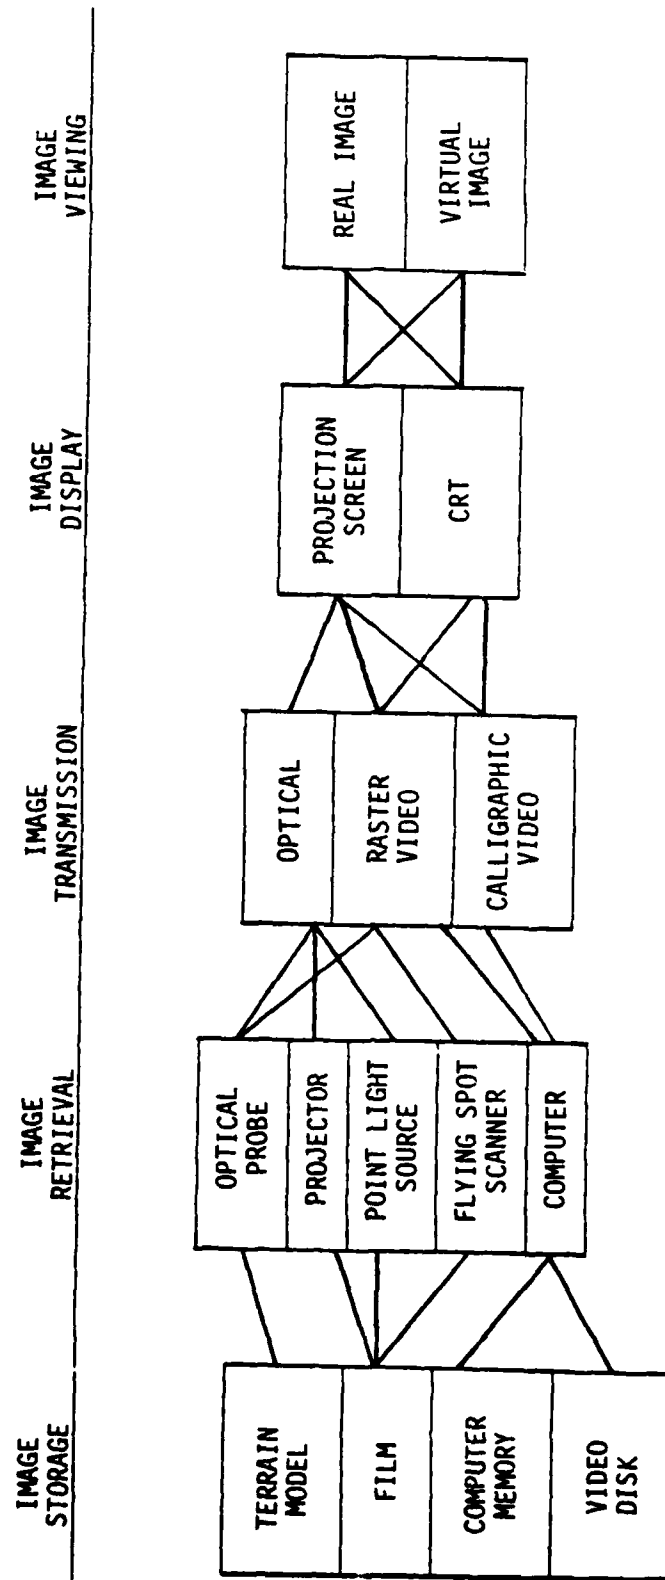 IMAGE
STORAGE
IMAGE
RETRIEVAL
IMAGE
TRANSMISSION
IMAGE
DISPLAY
IMAGE
VIEWING
TERRAIN
MODEL
FILM
COMPUTER
MEMORY
VIDEO
DISK
OPTICAL
PROBE
PROJECTOR
POINT LIGHT
SOURCE
FLYING SPOT
SCANNER
COMPUTER
OPTICAL
RASTER
VIDEO
CALLIGRAPHIC
VIDEO
PROJECTION
SCREEN
CRT
REAL IMAGE
VIRTUAL
IMAGE